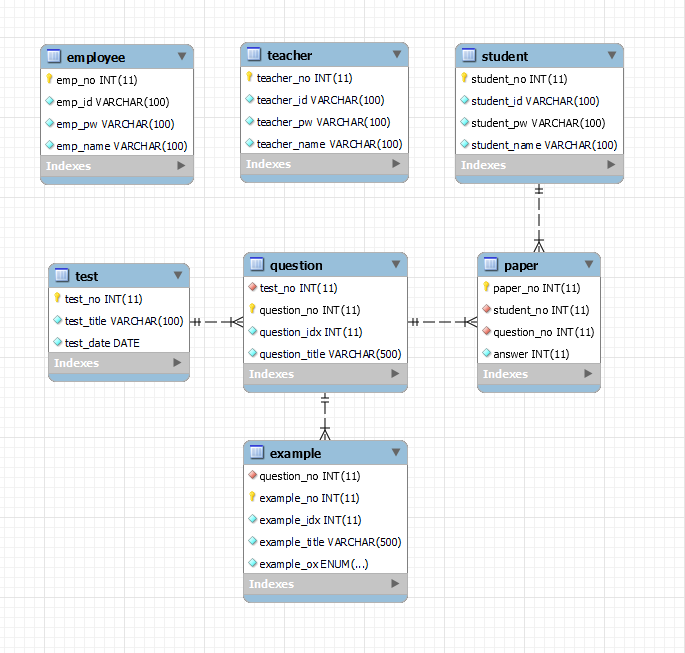 employee
emp_no INT(11)
emp_id VARCHAR(100)
emp_pw VARCHAR(100)
emp_name VARCHAR(100)
Indexes
teacher
teacher_no INT(11)
teacher_id VARCHAR(100)
teacher_pw VARCHAR(100)
teacher_name VARCHAR(100)
Indexes
student
student_no INT(11)
student_id VARCHAR(100)
student_pw VARCHAR(100)
student_name VARCHAR(100)
Indexes
test
test_no INT(11)
test_title VARCHAR(100)
test_date DATE
Indexes
question
test_no INT(11)
question_no INT(11)
question_idx INT(11)
question_title VARCHAR(500)
Indexes
paper
paper_no INT(11)
student_no INT(11)
question_no INT(11)
answer INT(11)
Indexes
example
question_no INT(11)
example_no INT(11)
example_idx INT(11)
example_title VARCHAR(500)
example_ox ENUM(...)
Indexes